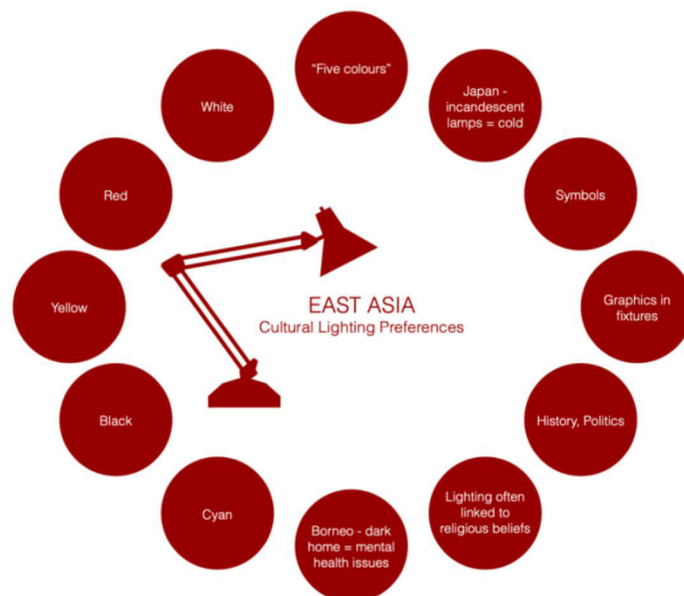 "Five colours"
Japan -
incandescent
lamps = cold
Symbols
Graphics in
fixtures
History, Politics
Lighting often
linked to
religious beliefs
Borneo - dark
home = mental
health issues
Cyan
Black
Yellow
Red
White
EAST ASIA
Cultural Lighting Preferences